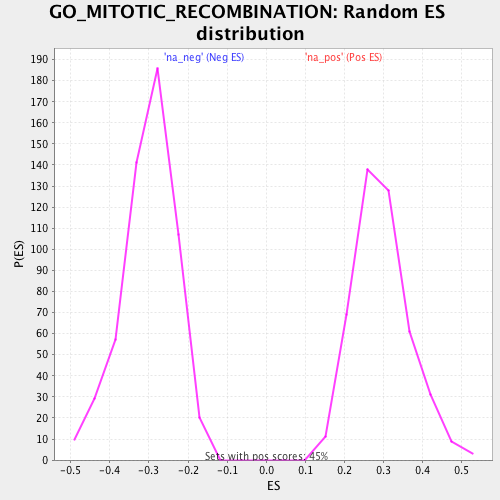 GO_MITOTIC_RECOMBINATION: Random ES
distribution
'na_neg' (Neg ES)
'na_pos' (Pos ES)
P(ES)
190
180
170
160
150
140
130
120
110
100
90
80
70
60
50
40
30
20
10
0
Sets with pos scores: 45%
-0.5 -0.4 -0.3 -0.2 -0.1 0.0 0.1 0.2 0.3 0.4 0.5
ES